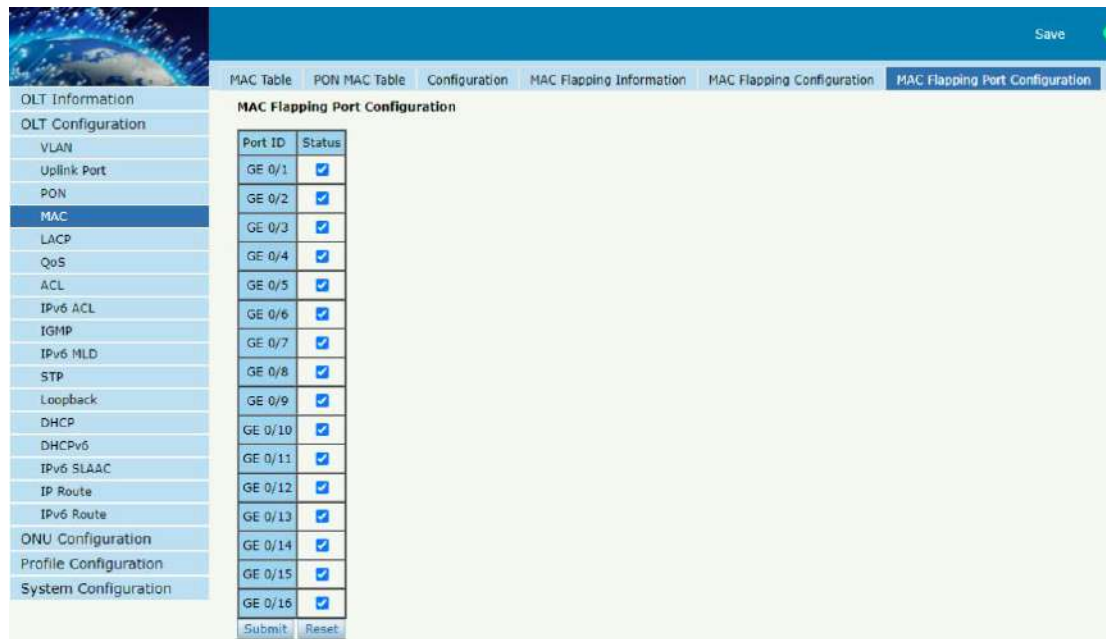 Save
MAC Table PON MAC Table Configuration MAC Flapping Information MAC Flapping Configuration MAC Flapping Port Configuration
OLT Information
OLT Configuration
VLAN
Uplink Port
PON
MAC
LACP
QoS
ACL
IPv6 ACL
IGMP
IPv6 MLD
STP
Loopback
DHCP
DHCPv6
IPv6 SLAAC
IP Route
IPv6 Route
ONU Configuration
Profile Configuration
System Configuration
MAC Flapping Port Configuration
Port ID Status
GE 0/1
GE 0/2
GE 0/3
GE 0/4
GE 0/5
GE 0/6
GE 0/7
GE 0/8
GE 0/9
GE 0/10
GE 0/11
GE 0/12
GE 0/13
GE 0/14
GE 0/15
GE 0/16
Submit Reset